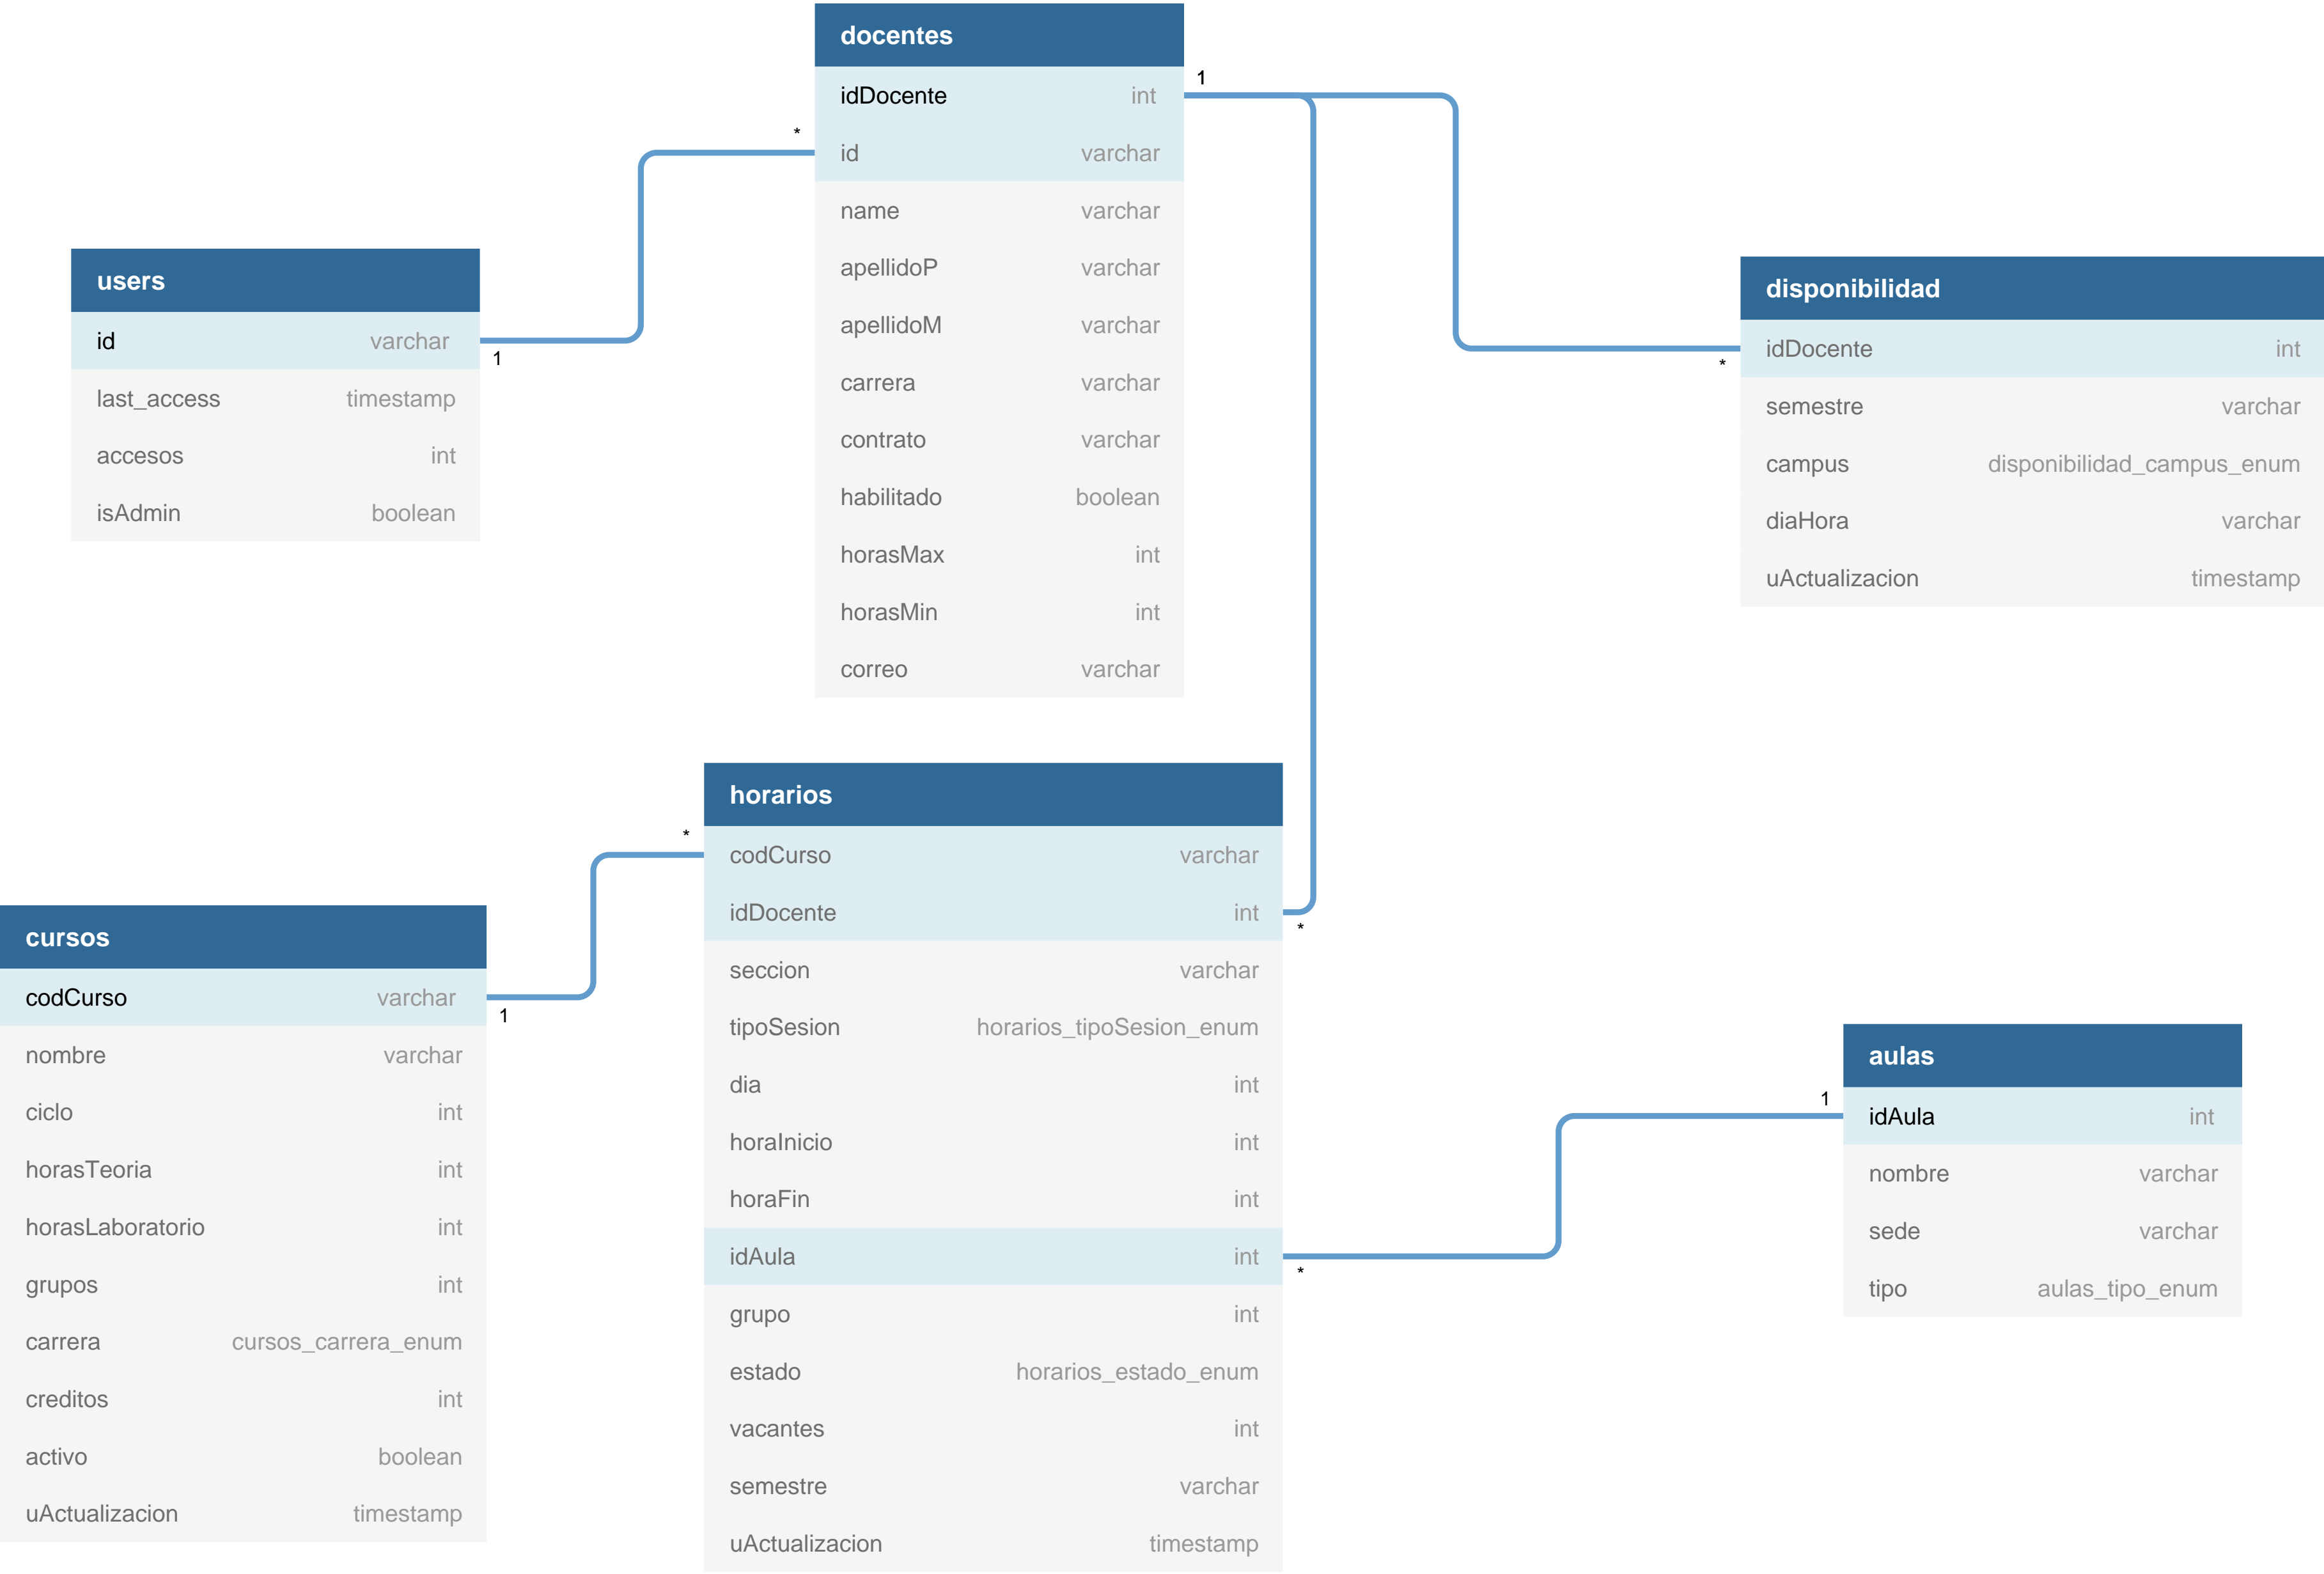 docentes
1
idDocente int
*
id varchar
name varchar
apellidoP varchar
apellidoM varchar
carrera varchar
contrato varchar
habilitado boolean
horasMax int
horasMin int
correo varchar
users
id varchar
1
last_access timestamp
accesos int
isAdmin boolean
disponibilidad
idDocente int
*
semestre varchar
campus disponibilidad_campus_enum
diaHora varchar
uActualizacion timestamp
horarios
*
codCurso varchar
idDocente int
*
seccion varchar
tipoSesion horarios_tipoSesion_enum
dia int
horaInicio int
horaFin int
idAula int
*
grupo int
estado horarios_estado_enum
vacantes int
semestre varchar
uActualizacion timestamp
cursos
codCurso varchar
1
nombre varchar
ciclo int
horasTeoria int
horasLaboratorio int
grupos int
carrera cursos_carrera_enum
creditos int
activo boolean
uActualizacion timestamp
aulas
1
idAula int
nombre varchar
sede varchar
tipo aulas_tipo_enum